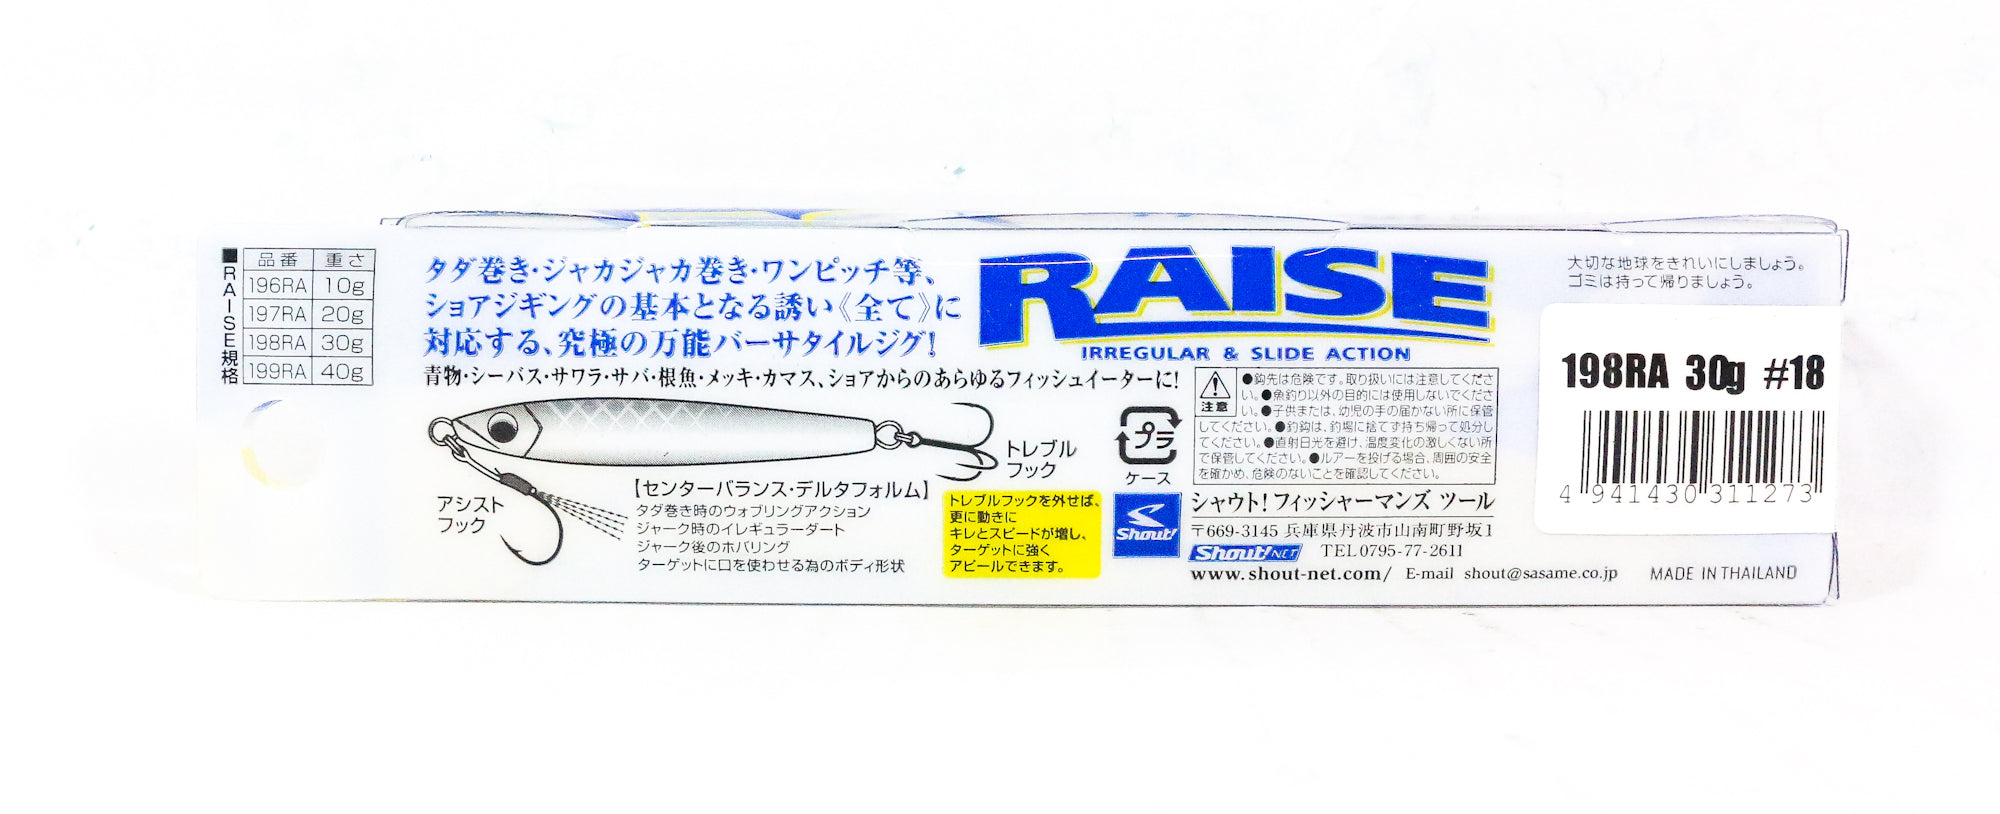 ■RAISE規格
品番 重さ
196RA 10g
197RA 20g
198RA 30g
199RA 40g
タダ巻き・ジャカジャカ巻き・ワンピッチ等、
ショアジギングの基本となる誘い《全て》に
対応する、究極の万能バーサタイルジグ!
青物・シーバス・サワラ・サバ・根魚・メッキ・カマス、ショアからのあらゆるフィッシュイーターに!
RAISE
IRREGULAR & SLIDE ACTION
アシスト
フック
トレブル
フック
【センターバランス・デルタフォルム】
タダ巻き時のウォブリングアクション
ジャーク時のイレギュラーダート
ジャーク後のホバリング
ターゲットに口を使わせる為のボディ形状
トレブルフックを外せば、
更に動きに
キレとスピードが増し、
ターゲットに強く
アピールできます。
プラ
ケース
注意
●鈎先は危険です。取り扱いには注意してくださ
い。●魚釣り以外の目的には使用しないでくださ
い。●子供または、幼児の手の届かない所に保管
してください。●釣鈎は、釣場に捨てず持ち帰って処分し
てください。●直射日光を避け、温度変化の激しくない所
で保管してください。●ルアーを投げる場合、周囲の安全
を確かめ、危険のないことを確認してください。
Shout!
シャウト! フィッシャーマンズ ツール
〒669-3145 兵庫県丹波市山南町野坂1
Shout! NET TEL0795-77-2611
www.shout-net.com/ E-mail shout@sasame.co.jp MADE IN THAILAND
大切な地球をきれいにしましょう。
ゴミは持って帰りましょう。
198RA 30g #18
4 941430 311273